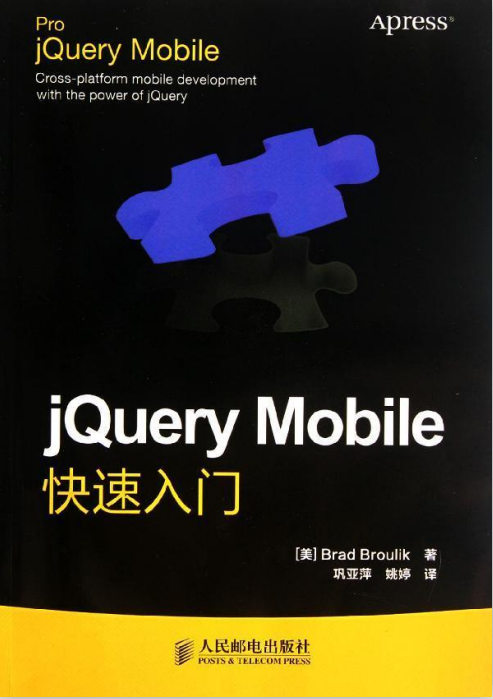 Pro
jQuery Mobile
Cross-platform mobile development
with the power of jQuery
Apress®
jQuery Mobile
快速入门
[美] Brad Broulik 著
巩亚萍 姚婷 译
人民邮电出版社
POSTS & TELECOM PRESS